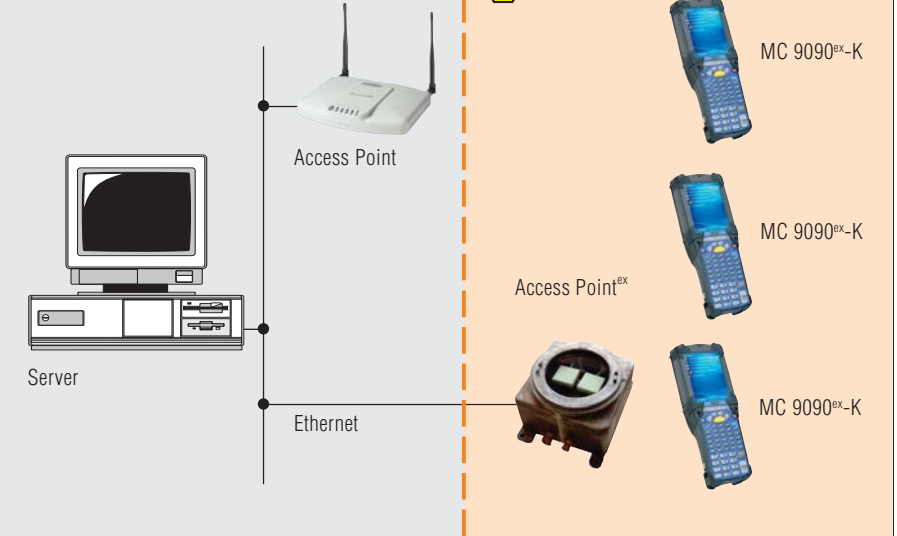 MC 9090ex-K
Access Point
MC 9090ex-K
Access Pointex
Server
MC 9090ex-K
Ethernet